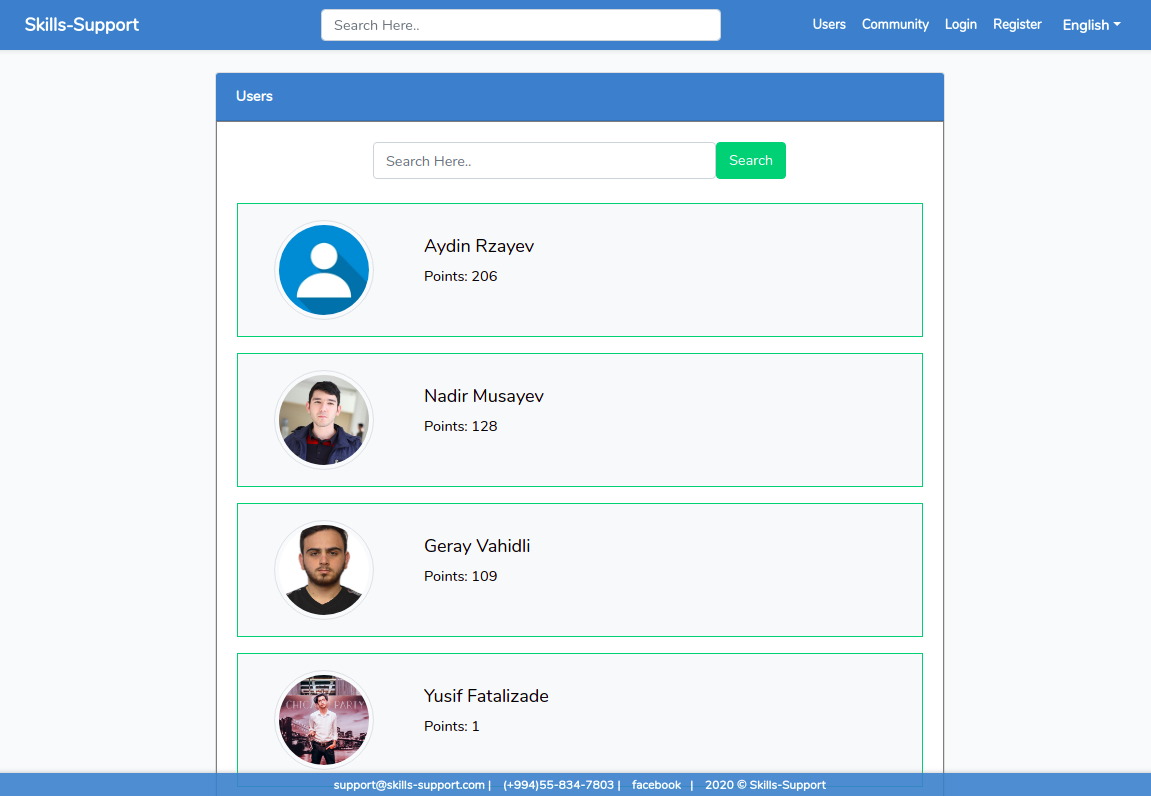 Skills-Support
Search Here..
Users Community Login Register English
Users
Search Here..
Search
Aydin Rzayev
Points: 206
Nadir Musayev
Points: 128
Geray Vahidli
Points: 109
CHIC PARTY
Yusif Fatalizade
Points: 1
support@skills-support.com | (+994)55-834-7803 | facebook | 2020 © Skills-Support